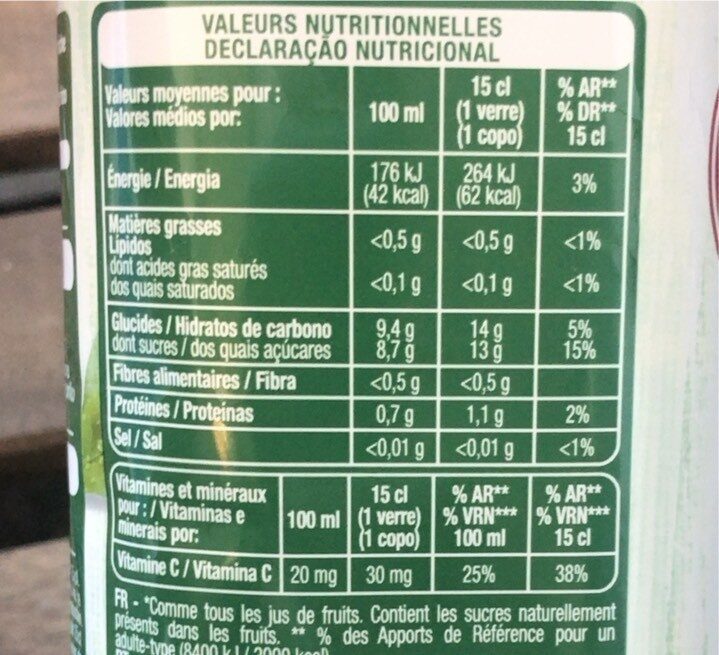 VALEURS NUTRITIONNELLES
DECLARAÇÃO NUTRICIONAL
Valeurs moyennes pour :
Valores médios por:
100 ml
15 cl
(1 verre)
(1 copo)
% AR**
% DR**
15 cl
Énergie / Energia
176 kJ
(42 kcal)
264 kJ
(62 kcal)
3%
Matières grasses
Lípidos
<0,5 g
<0,5 g
<1%
dont acides gras saturés
dos quais saturados
<0,1 g
<0,1 g
<1%
Glucides / Hidratos de carbono
9,4 g
14 g
5%
dont sucres / dos quais açúcares
8,7 g
13 g
15%
Fibres alimentaires / Fibra
<0,5 g
<0,5 g
Protéines / Proteínas
0,7 g
1,1 g
2%
Sel / Sal
<0,01 g
<0,01 g
<1%
Vitamines et minéraux
pour : / Vitaminas e
minerais por:
100 ml
15 cl
(1 verre)
(1 copo)
% AR**
% VRN***
100 ml
% AR**
% VRN***
15 cl
Vitamine C / Vitamina C
20 mg
30 mg
25%
38%
FR - *Comme tous les jus de fruits. Contient les sucres naturellement
présents dans les fruits. ** % des Apports de Référence pour un
adulte-type (8400 kJ / 2000 kcal)